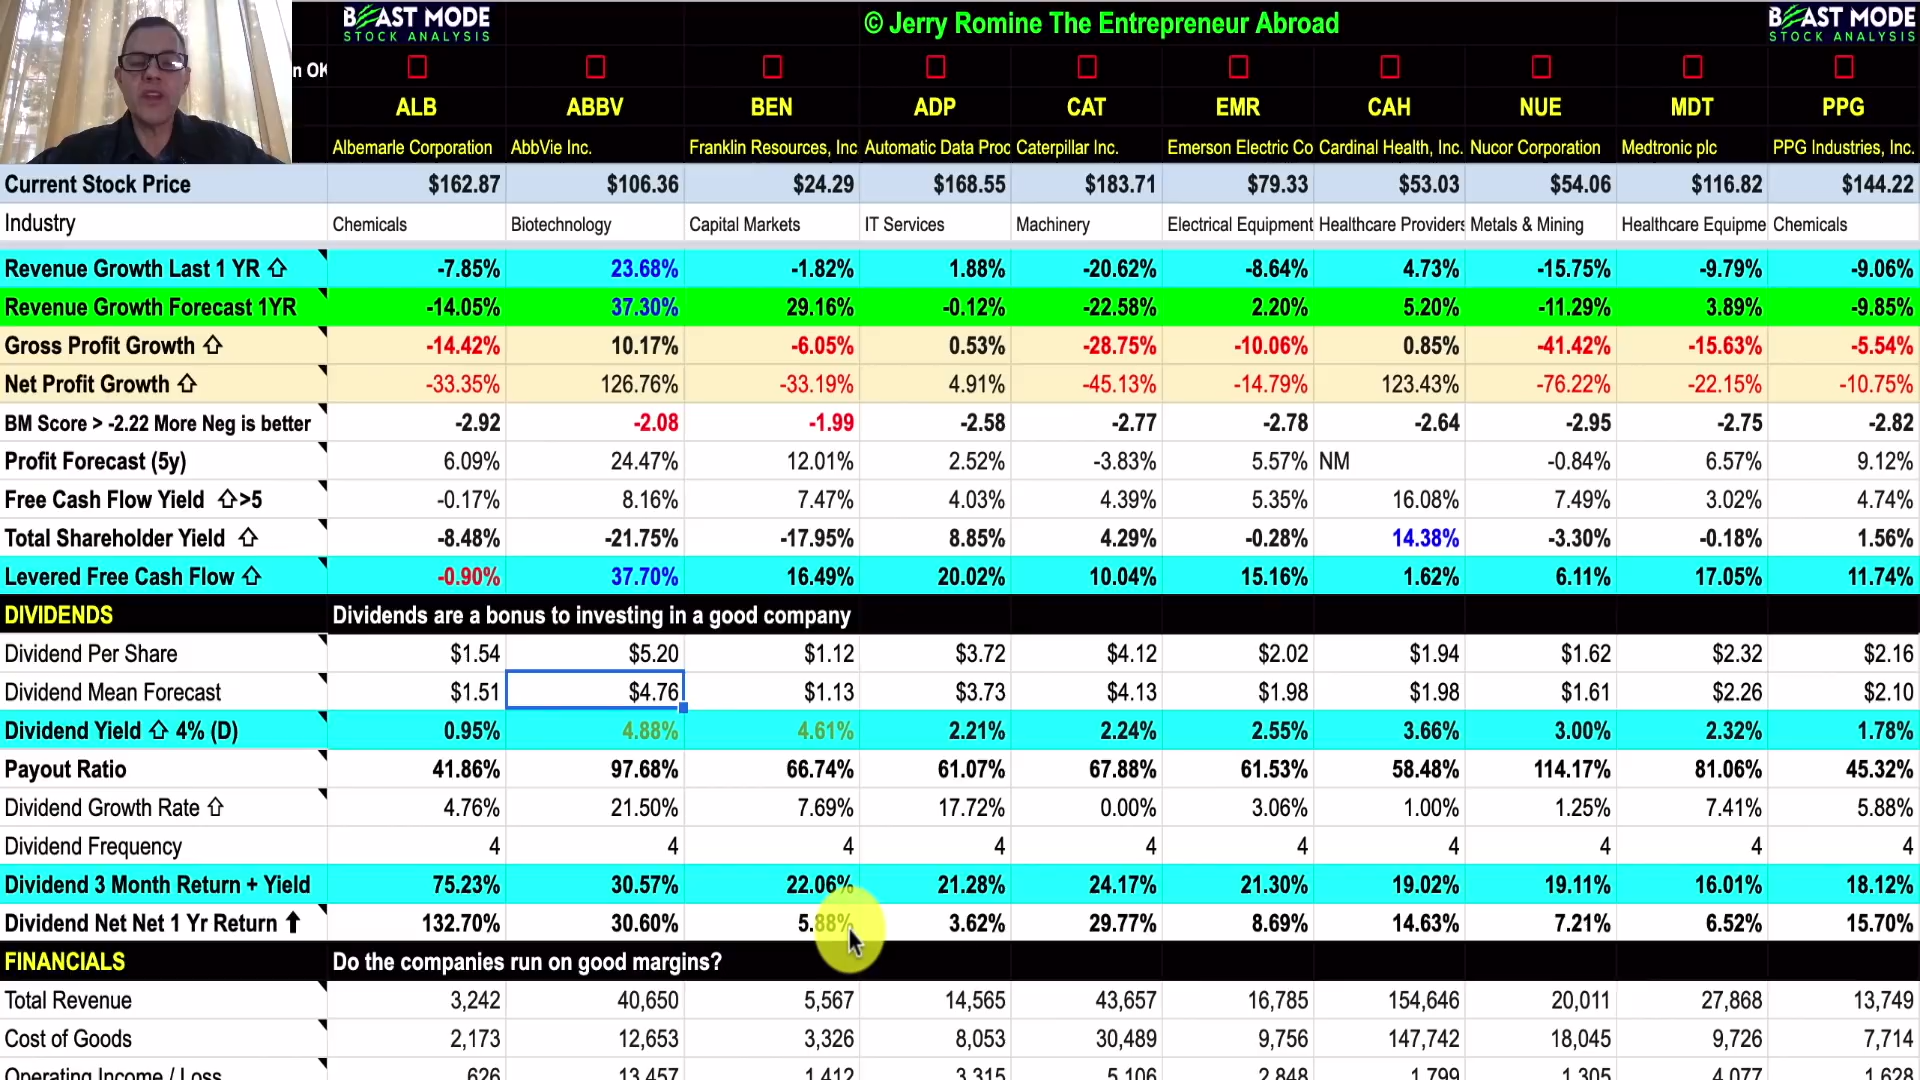 BEAST MODE
STOCK ANALYSIS
© Jerry Romine The Entrepreneur Abroad
BEAST MODE
STOCK ANALYSIS
n OK
ALB ABBV BEN ADP CAT EMR CAH NUE MDT PPG
Albemarle Corporation AbbVie Inc. Franklin Resources, Inc Automatic Data Proc Caterpillar Inc. Emerson Electric Co Cardinal Health, Inc. Nucor Corporation Medtronic plc PPG Industries, Inc.
Current Stock Price $162.87 $106.36 $24.29 $168.55 $183.71 $79.33 $53.03 $54.06 $116.82 $144.22
Industry Chemicals Biotechnology Capital Markets IT Services Machinery Electrical Equipment Healthcare Providers Metals & Mining Healthcare Equipme Chemicals
Revenue Growth Last 1 YR ⇧ -7.85% 23.68% -1.82% 1.88% -20.62% -8.64% 4.73% -15.75% -9.79% -9.06%
Revenue Growth Forecast 1YR -14.05% 37.30% 29.16% -0.12% -22.58% 2.20% 5.20% -11.29% 3.89% -9.85%
Gross Profit Growth ⇧ -14.42% 10.17% -6.05% 0.53% -28.75% -10.06% 0.85% -41.42% -15.63% -5.54%
Net Profit Growth ⇧ -33.35% 126.76% -33.19% 4.91% -45.13% -14.79% 123.43% -76.22% -22.15% -10.75%
BM Score > -2.22 More Neg is better -2.92 -2.08 -1.99 -2.58 -2.77 -2.78 -2.64 -2.95 -2.75 -2.82
Profit Forecast (5y) 6.09% 24.47% 12.01% 2.52% -3.83% 5.57% NM -0.84% 6.57% 9.12%
Free Cash Flow Yield ⇧>5 -0.17% 8.16% 7.47% 4.03% 4.39% 5.35% 16.08% 7.49% 3.02% 4.74%
Total Shareholder Yield ⇧ -8.48% -21.75% -17.95% 8.85% 4.29% -0.28% 14.38% -3.30% -0.18% 1.56%
Levered Free Cash Flow ⇧ -0.90% 37.70% 16.49% 20.02% 10.04% 15.16% 1.62% 6.11% 17.05% 11.74%
DIVIDENDS Dividends are a bonus to investing in a good company
Dividend Per Share $1.54 $5.20 $1.12 $3.72 $4.12 $2.02 $1.94 $1.62 $2.32 $2.16
Dividend Mean Forecast $1.51 $4.76 $1.13 $3.73 $4.13 $1.98 $1.98 $1.61 $2.26 $2.10
Dividend Yield ⇧ 4% (D) 0.95% 4.88% 4.61% 2.21% 2.24% 2.55% 3.66% 3.00% 2.32% 1.78%
Payout Ratio 41.86% 97.68% 66.74% 61.07% 67.88% 61.53% 58.48% 114.17% 81.06% 45.32%
Dividend Growth Rate ⇧ 4.76% 21.50% 7.69% 17.72% 0.00% 3.06% 1.00% 1.25% 7.41% 5.88%
Dividend Frequency 4 4 4 4 4 4 4 4 4 4
Dividend 3 Month Return + Yield 75.23% 30.57% 22.06% 21.28% 24.17% 21.30% 19.02% 19.11% 16.01% 18.12%
Dividend Net Net 1 Yr Return ⬆ 132.70% 30.60% 5.88% 3.62% 29.77% 8.69% 14.63% 7.21% 6.52% 15.70%
FINANCIALS Do the companies run on good margins?
Total Revenue 3,242 40,650 5,567 14,565 43,657 16,785 154,646 20,011 27,868 13,749
Cost of Goods 2,173 12,653 3,326 8,053 30,489 9,756 147,742 18,045 9,726 7,714
Operating Income / Loss 626 13,457 1,412 3,315 5,106 2,848 1,799 1,305 4,077 1,628